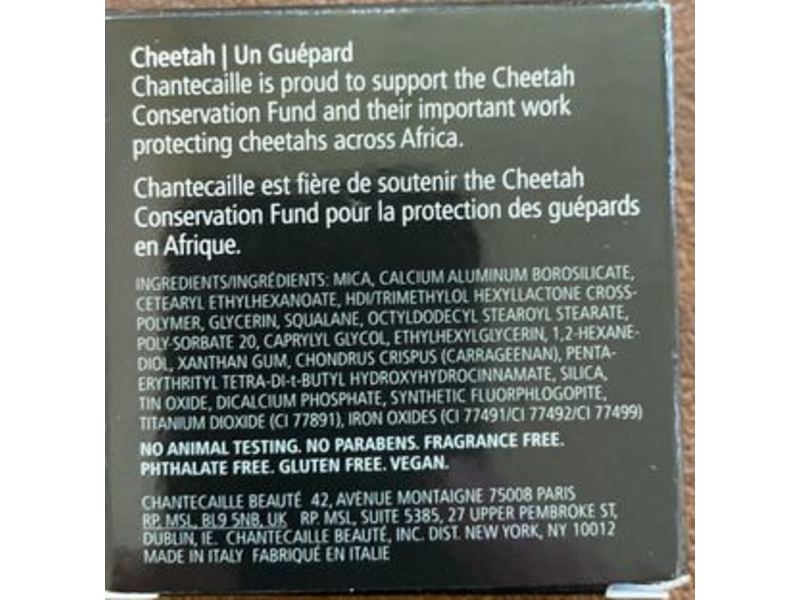 Cheetah | Un Guépard
Chantecaille is proud to support the Cheetah
Conservation Fund and their important work
protecting cheetahs across Africa.
Chantecaille est fière de soutenir the Cheetah
Conservation Fund pour la protection des guépards
en Afrique.
INGREDIENTS/INGRÉDIENTS: MICA, CALCIUM ALUMINUM BOROSILICATE,
CETEARYL ETHYLHEXANOATE, HDI/TRIMETHYLOL HEXYLLACTONE CROSS-
POLYMER, GLYCERIN, SQUALANE, OCTYLDODECYL STEAROYL STEARATE,
POLY-SORBATE 20, CAPRYLYL GLYCOL, ETHYLHEXYLGLYCERIN, 1,2-HEXANE-
DIOL, XANTHAN GUM, CHONDRUS CRISPUS (CARRAGEENAN), PENTA-
ERYTHRITYL TETRA-DI-t-BUTYL HYDROXYHYDROCINNAMATE, SILICA,
TIN OXIDE, DICALCIUM PHOSPHATE, SYNTHETIC FLUORPHLOGOPITE,
TITANIUM DIOXIDE (CI 77891), IRON OXIDES (CI 77491/CI 77492/CI 77499)
NO ANIMAL TESTING. NO PARABENS. FRAGRANCE FREE.
PHTHALATE FREE. GLUTEN FREE. VEGAN.
CHANTECAILLE BEAUTÉ 42, AVENUE MONTAIGNE 75008 PARIS
RP. MSL, BL9 5NB, UK RP. MSL, SUITE 5385, 27 UPPER PEMBROKE ST,
DUBLIN, IE. CHANTECAILLE BEAUTÉ, INC. DIST. NEW YORK, NY 10012
MADE IN ITALY FABRIQUÉ EN ITALIE